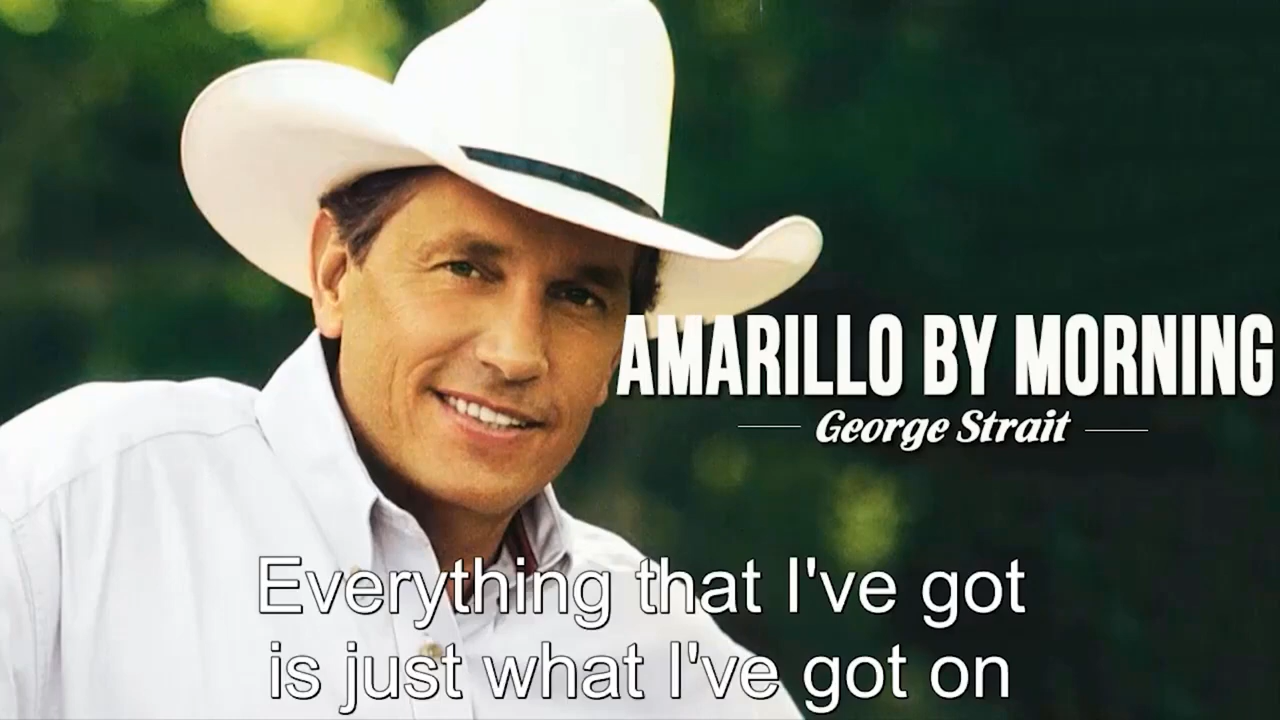 AMARILLO BY MORNING
George Strait
Everything that I've got
is just what I've got on